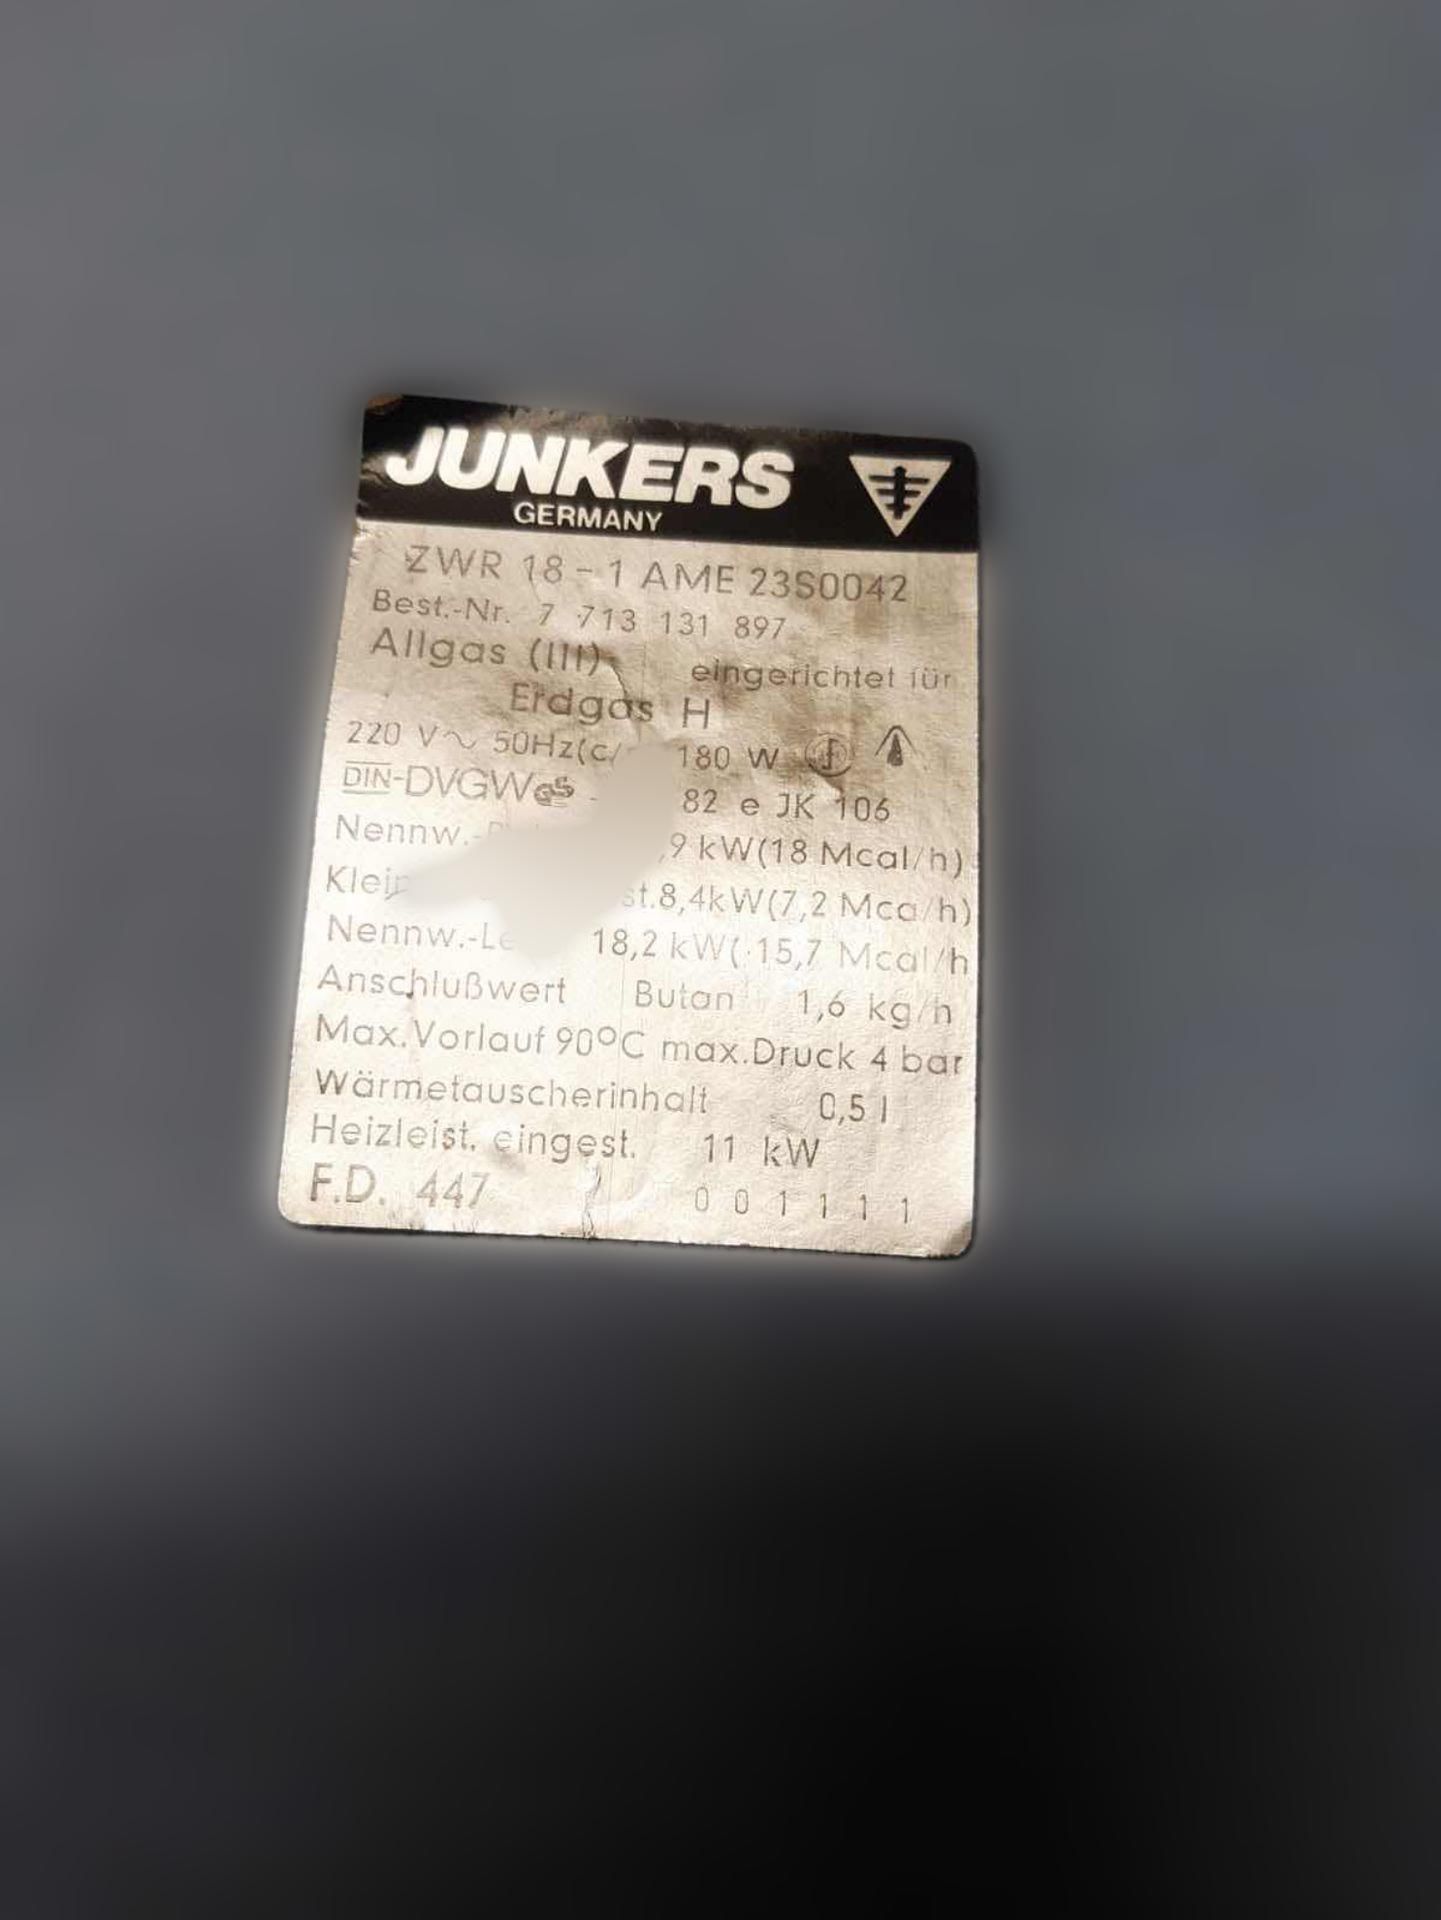 JUNKERS
GERMANY
ZWR 18-1 AME 23S0042
Best.-Nr. 7 713 131 897
Allgas (III) eingerichtet für
Erdgas H
220 V~ 50Hz(c/ 180 W
DIN-DVGW GS 82 e JK 106
Nennw.- ,9 kW(18 Mcal/h)
st.8,4kW(7,2 Mcal/h)
Nennw.-Le 18,2 kW(15,7 Mcal/h
Anschlußwert Butan 1,6 kg/h
Max.Vorlauf 90°C max.Druck 4 bar
Wärmetauscherinhalt 0,5 l
Heizleist. eingest. 11 kW
F.D. 447 001111